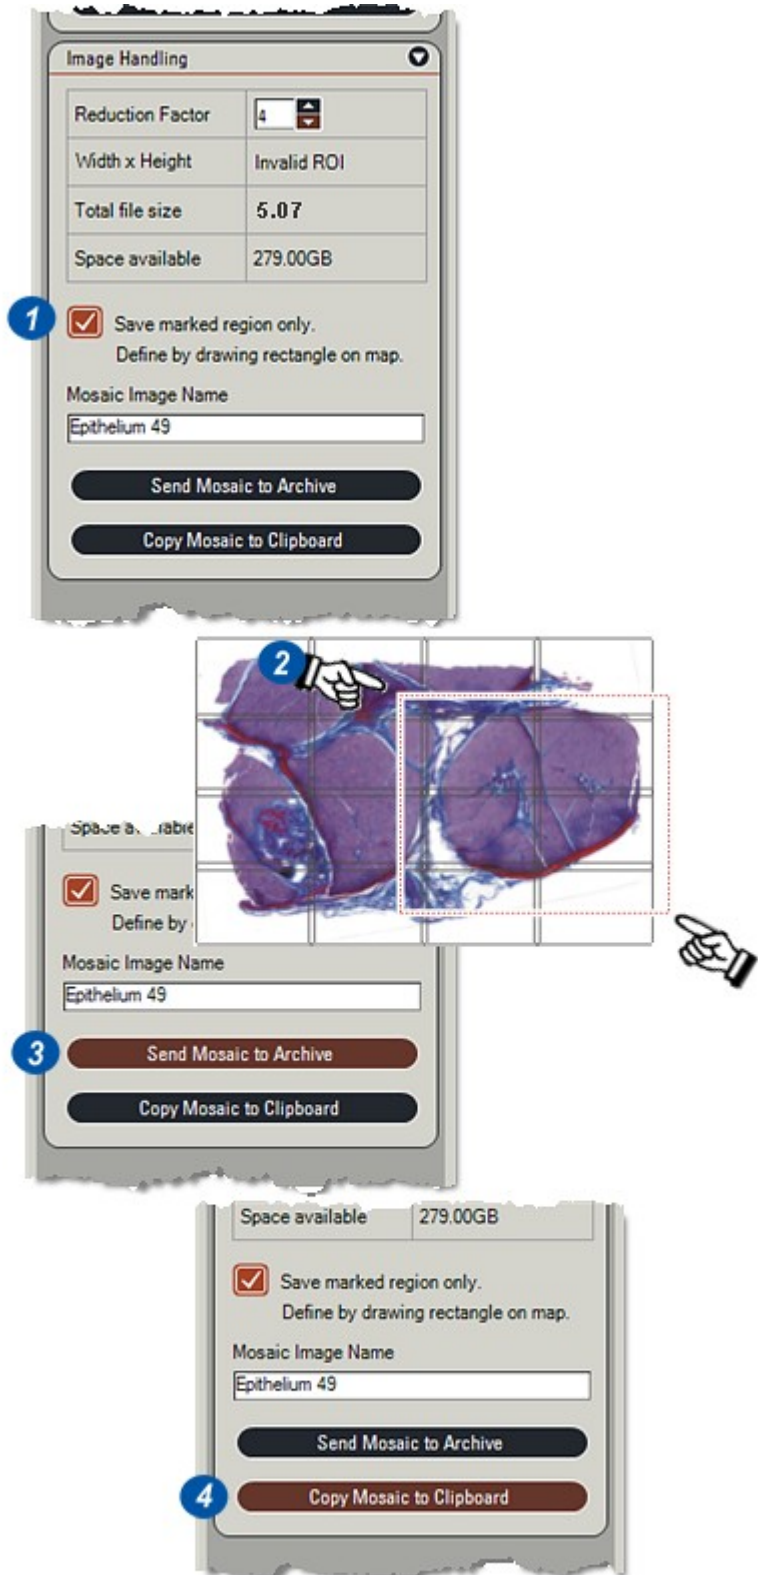 Image Handling
Reduction Factor 4
Width x Height Invalid ROI
Total file size 5.07
Space available 279.00GB
1 Save marked region only.
Define by drawing rectangle on map.
Mosaic Image Name
Epithelium 49
Send Mosaic to Archive
Copy Mosaic to Clipboard
2
Save mark
Define by
Mosaic Image Name
Epithelium 49
3 Send Mosaic to Archive
Copy Mosaic to Clipboard
Space available 279.00GB
Save marked region only.
Define by drawing rectangle on map.
Mosaic Image Name
Epithelium 49
Send Mosaic to Archive
4 Copy Mosaic to Clipboard